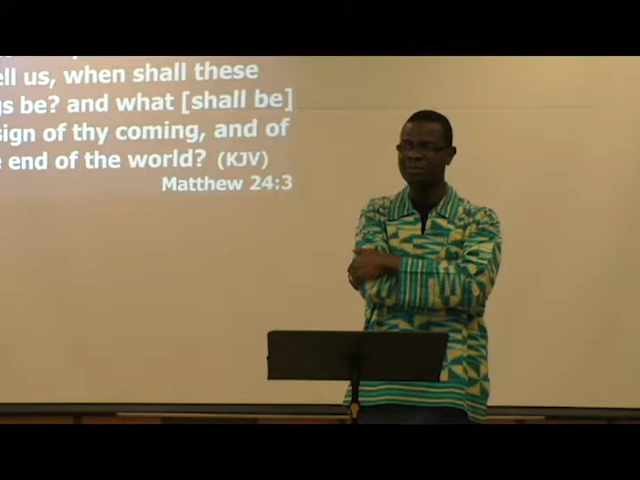 ell us, when shall these
gs be? and what [shall be]
sign of thy coming, and of
e end of the world? (KJV)
Matthew 24:3